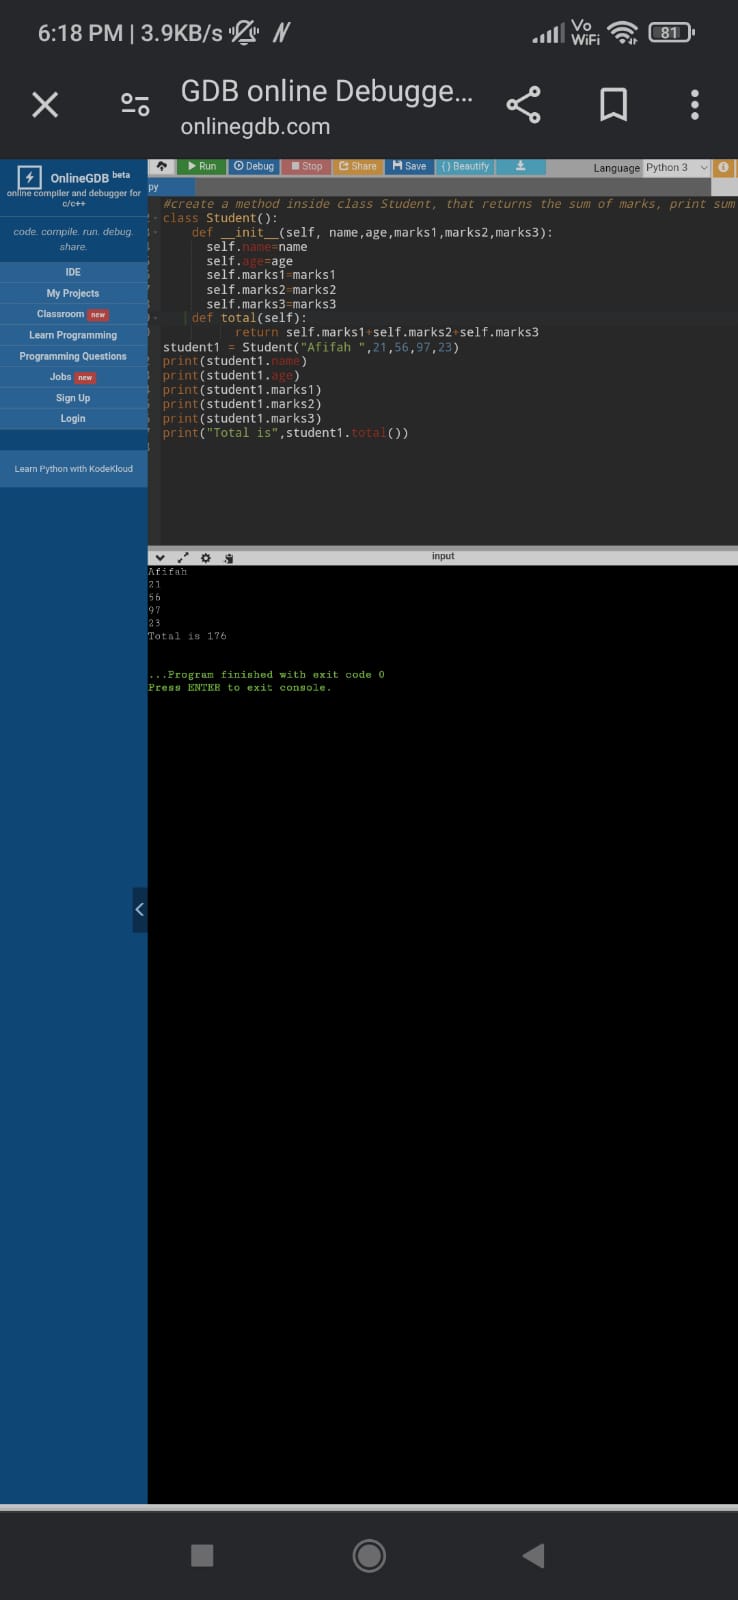 6:18 PM | 3.9KB/s
Vo WiFi
81
GDB online Debugge...
onlinegdb.com
OnlineGDB beta
online compiler and debugger for c/c++
code. compile. run. debug. share.
IDE
My Projects
Classroom new
Learn Programming
Programming Questions
Jobs new
Sign Up
Login
Learn Python with KodeKloud
Run Debug Stop Share Save {} Beautify
Language Python 3
py
#create a method inside class Student, that returns the sum of marks, print sum
class Student():
    def __init__(self, name,age,marks1,marks2,marks3):
      self.name=name
      self.age=age
      self.marks1=marks1
      self.marks2=marks2
      self.marks3=marks3
    def total(self):
          return self.marks1+self.marks2+self.marks3
student1 = Student("Afifah ",21,56,97,23)
print(student1.name)
print(student1.age)
print(student1.marks1)
print(student1.marks2)
print(student1.marks3)
print("Total is",student1.total())
input
Afifah
21
56
97
23
Total is 176
...Program finished with exit code 0
Press ENTER to exit console.